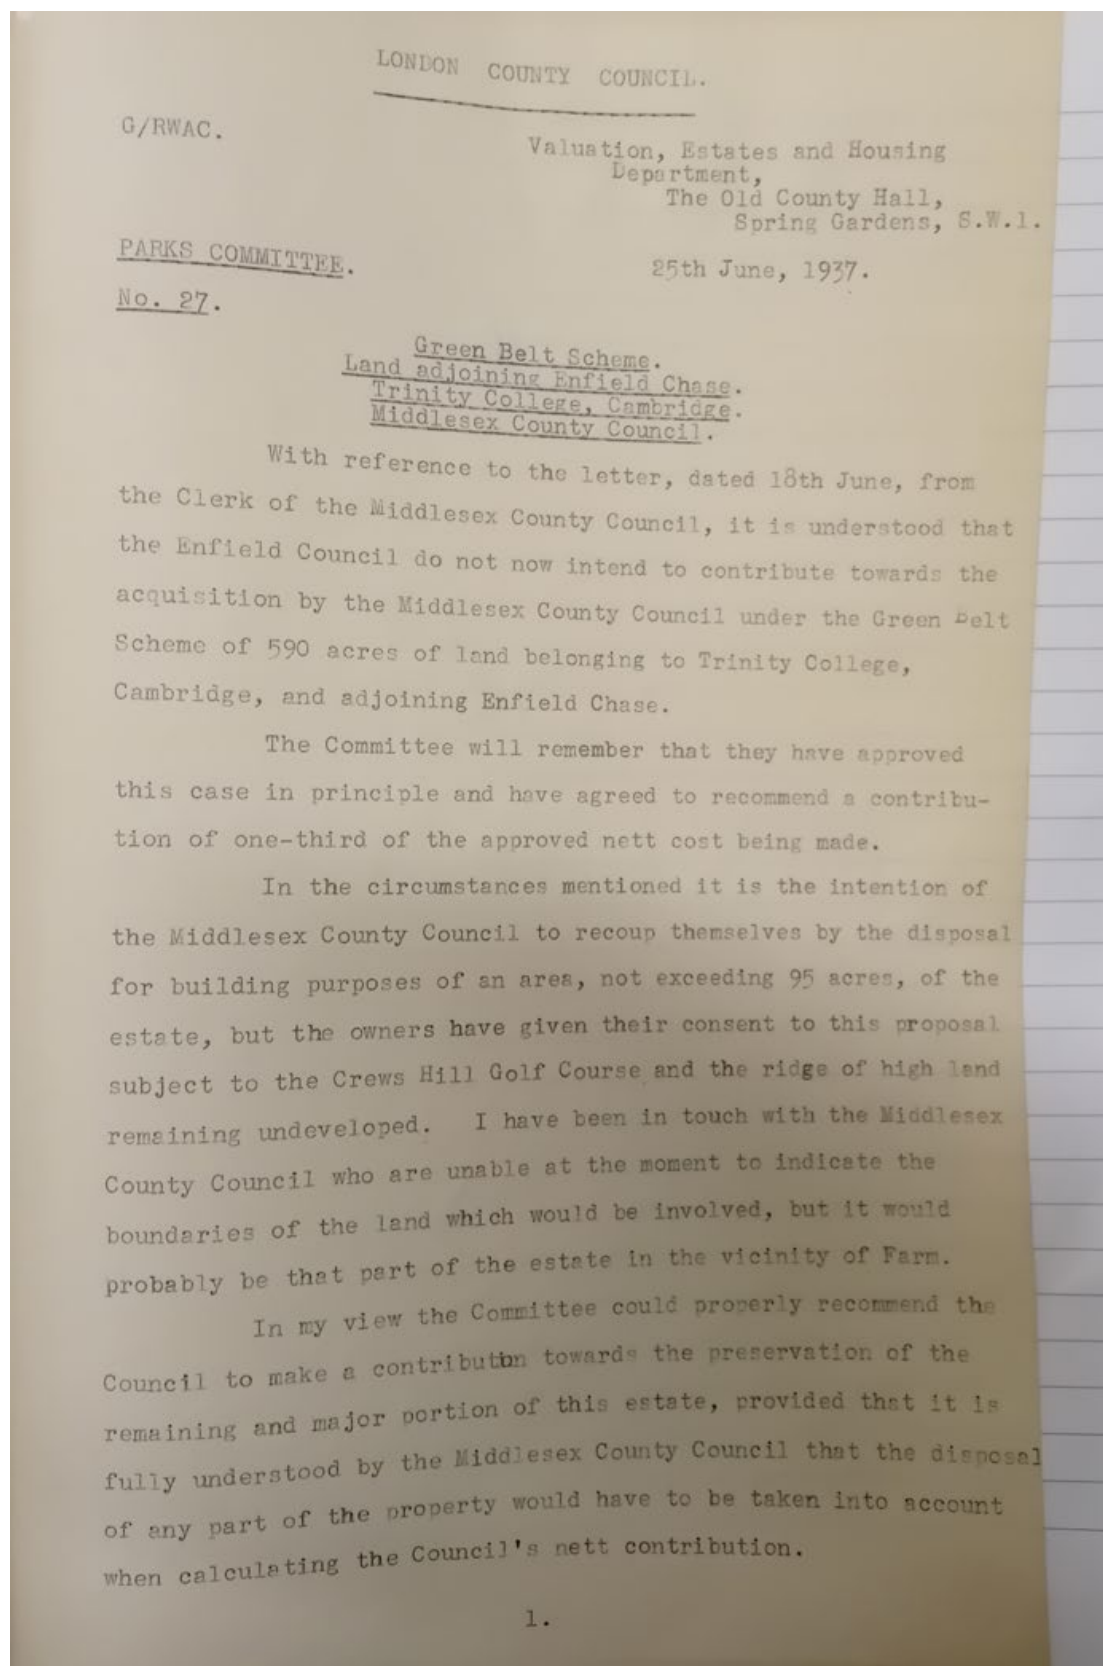 LONDON COUNTY COUNCIL.
G/RWAC.
Valuation, Estates and Housing
Department,
The Old County Hall,
Spring Gardens, S.W.1.
PARKS COMMITTEE.
25th June, 1937.
No. 27.
Green Belt Scheme.
Land adjoining Enfield Chase.
Trinity College, Cambridge.
Middlesex County Council.
With reference to the letter, dated 18th June, from
the Clerk of the Middlesex County Council, it is understood that
the Enfield Council do not now intend to contribute towards the
acquisition by the Middlesex County Council under the Green Belt
Scheme of 590 acres of land belonging to Trinity College,
Cambridge, and adjoining Enfield Chase.
The Committee will remember that they have approved
this case in principle and have agreed to recommend a contribu-
tion of one-third of the approved nett cost being made.
In the circumstances mentioned it is the intention of
the Middlesex County Council to recoup themselves by the disposal
for building purposes of an area, not exceeding 95 acres, of the
estate, but the owners have given their consent to this proposal
subject to the Crews Hill Golf Course and the ridge of high land
remaining undeveloped. I have been in touch with the Middlesex
County Council who are unable at the moment to indicate the
boundaries of the land which would be involved, but it would
probably be that part of the estate in the vicinity of Farm.
In my view the Committee could properly recommend the
Council to make a contribution towards the preservation of the
remaining and major portion of this estate, provided that it is
fully understood by the Middlesex County Council that the disposal
of any part of the property would have to be taken into account
when calculating the Council's nett contribution.
1.